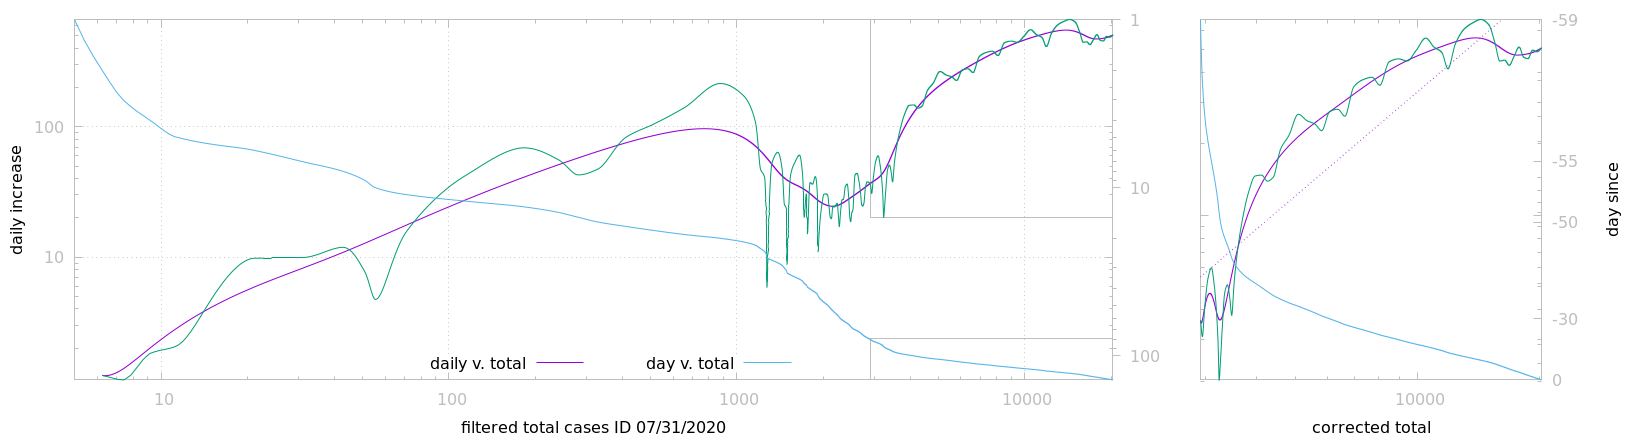 1
-59
100
10
-55
-50
10
-30
100
0
daily increase
day since
daily v. total
day v. total
10
100
1000
10000
10000
filtered total cases ID 07/31/2020
corrected total